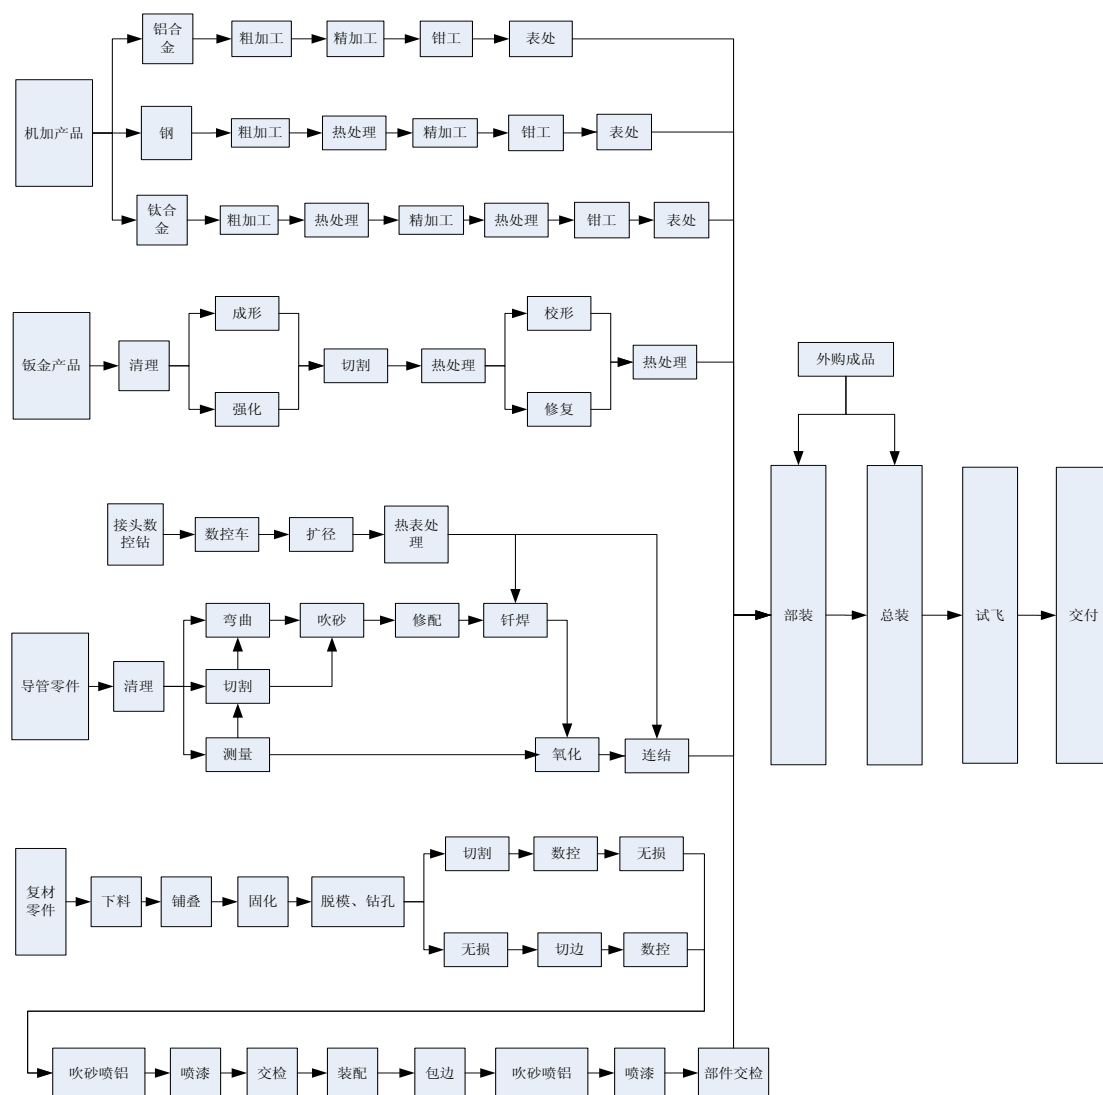 铝合
金
粗加工
精加工
钳工
表处
机加产品
钢
粗加工
热处理
精加工
钳工
表处
钛合
金
粗加工
热处理
精加工
热处理
钳工
表处
钣金产品
清理
成形
强化
切割
热处理
校形
修复
热处理
外购成品
接头数
控钻
数控车
扩径
热表处
理
导管零件
清理
弯曲
吹砂
修配
钎焊
切割
测量
氧化
连结
部装
总装
试飞
交付
复材
零件
下料
铺叠
固化
脱模、钻孔
切割
数控
无损
无损
切边
数控
吹砂喷铝
喷漆
交检
装配
包边
吹砂喷铝
喷漆
部件交检